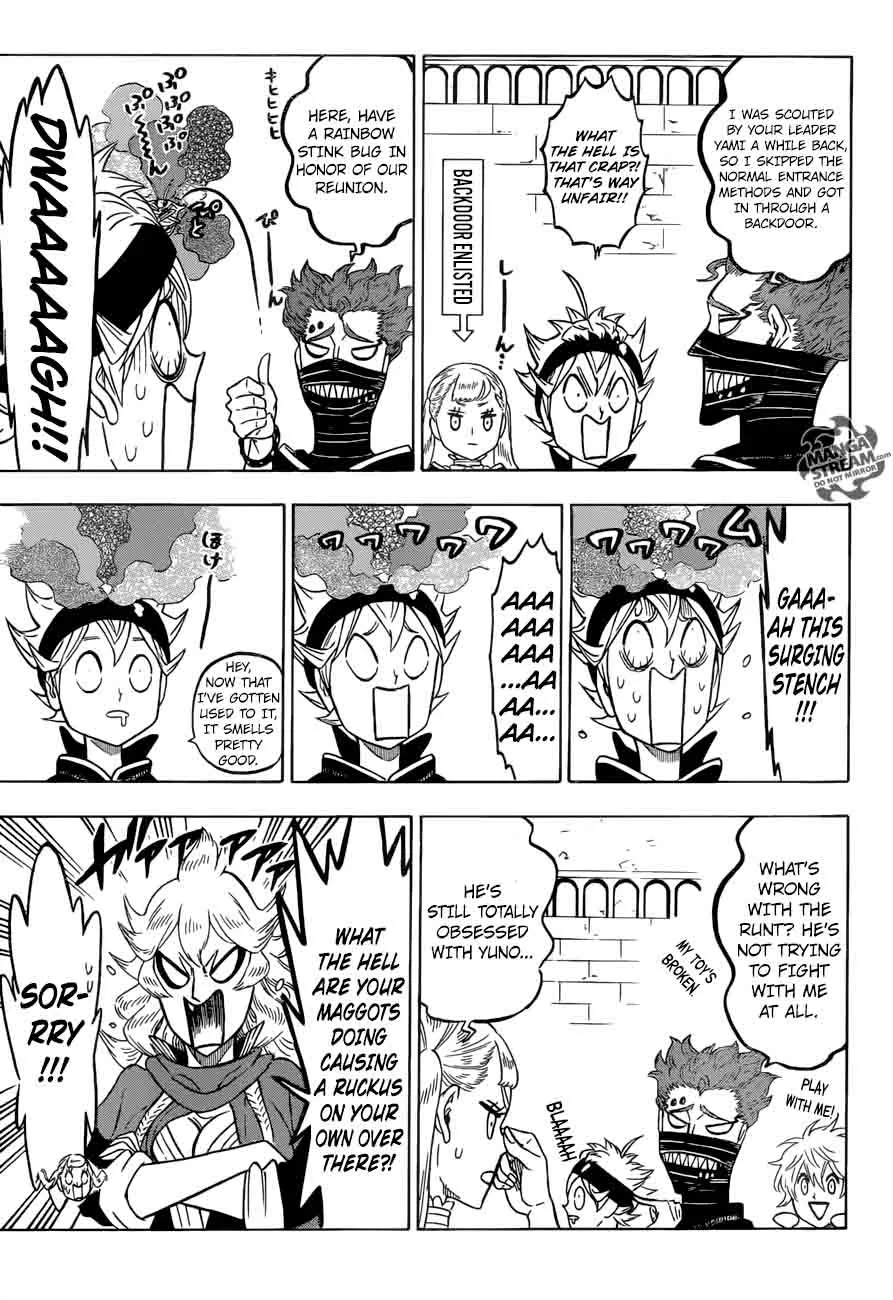 I WAS SCOUTED
BY YOUR LEADER
YAMI A WHILE BACK,
SO I SKIPPED THE
NORMAL ENTRANCE
METHODS AND GOT
IN THROUGH A
BACKDOOR.
WHAT
THE HELL IS
THAT CRAP?!
THAT'S WAY
UNFAIR!!
BACKDOOR ENLISTED
しーん…
MANGA
STREAM.com
DO NOT MIRROR
HERE, HAVE
A RAINBOW
STINK BUG IN
HONOR OF OUR
REUNION.
キヒヒヒヒ
ぴーん
ぴと
DWAAAAAGH!!!
GAAA-
AH THIS
SURGING
STENCH
!!!
AAA
AAA
AAA
...AA
AA...
AA...
HEY,
NOW THAT
I'VE GOTTEN
USED TO IT,
IT SMELLS
PRETTY
GOOD.
ほけー
WHAT'S
WRONG
WITH THE
RUNT? HE'S
NOT TRYING
TO FIGHT
WITH ME
AT ALL.
MY TOY'S
BROKEN.
PLAY
WITH ME!
HE'S
STILL TOTALLY
OBSESSED
WITH YUNO...
BLAAAAH
WHAT
THE HELL
ARE YOUR
MAGGOTS
DOING
CAUSING
A RUCKUS
ON YOUR
OWN OVER
THERE?!
SOR-
RRY
!!!